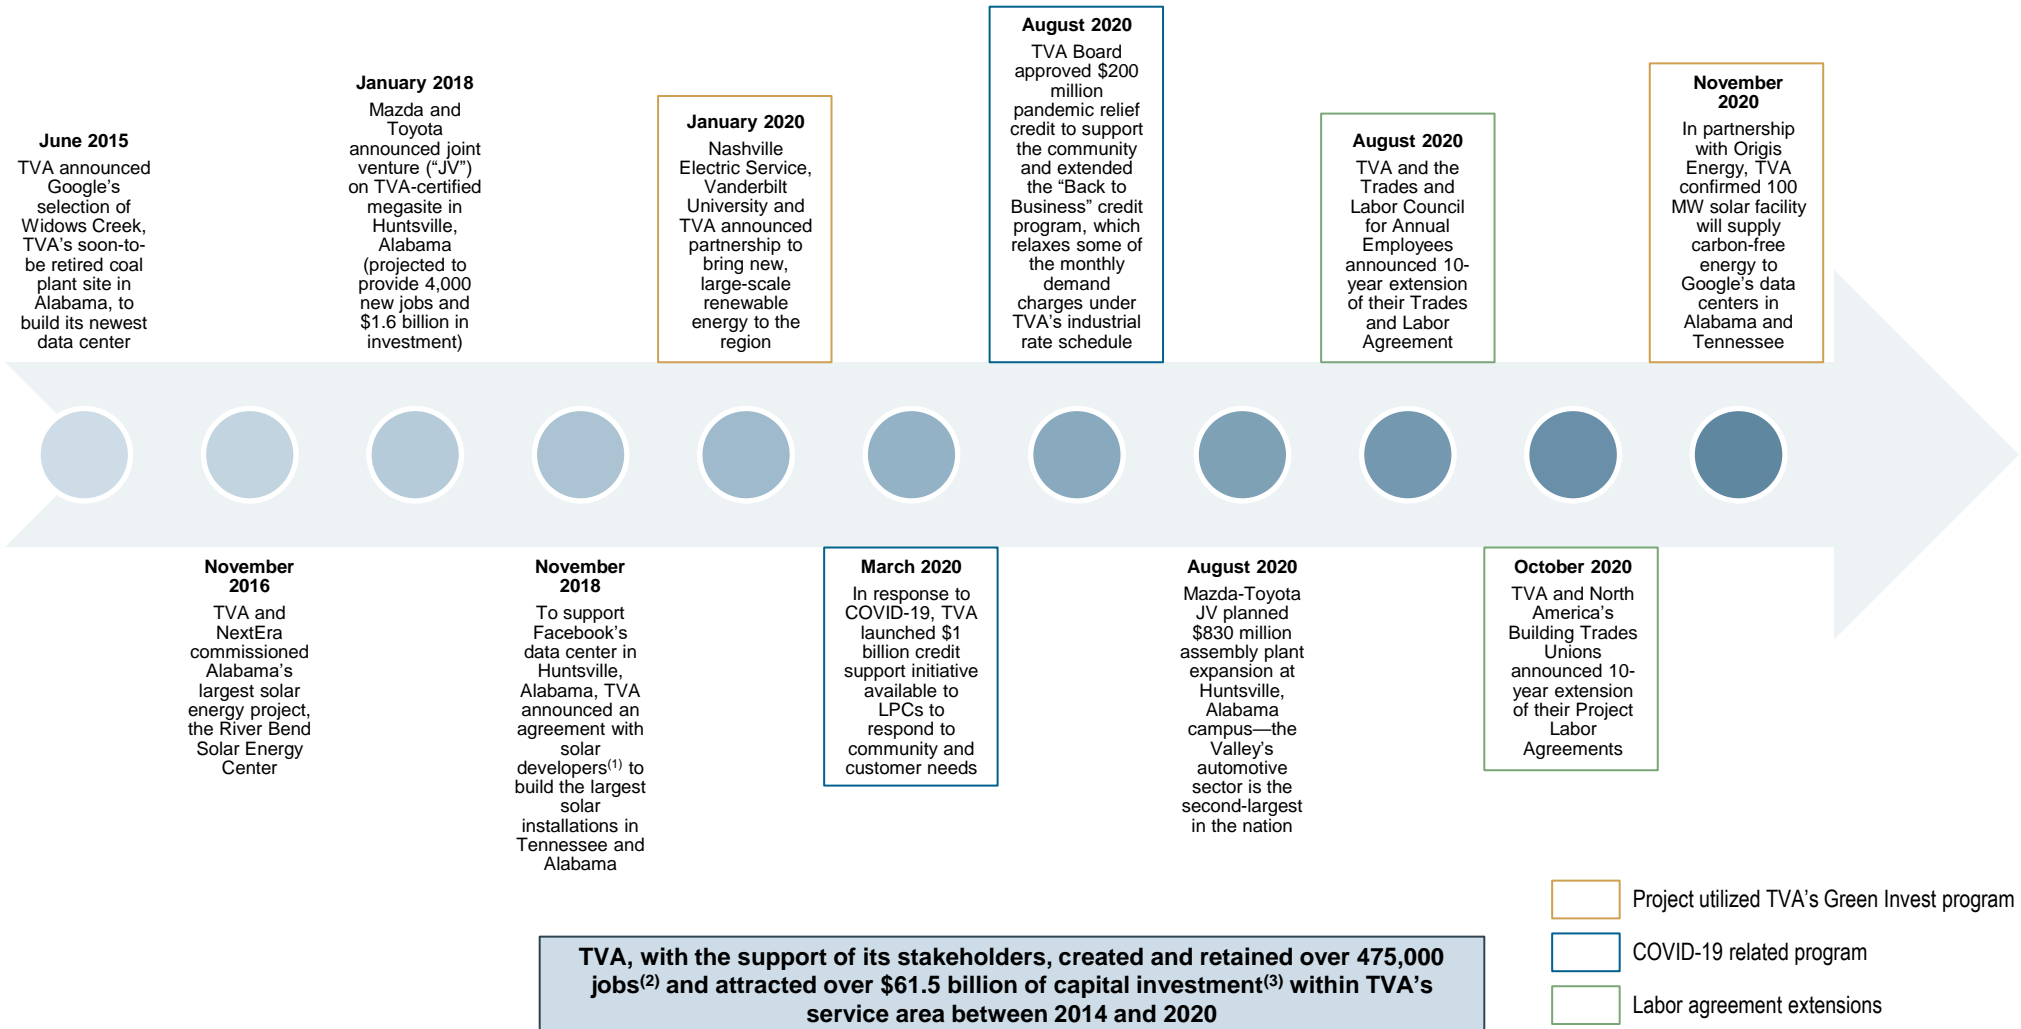 June 2015
TVA announced
Google's
selection of
Widows Creek,
TVA's soon-to-
be retired coal
plant site in
Alabama, to
build its newest
data center
November
2016
TVA and
NextEra
commissioned
Alabama's
largest solar
energy project,
the River Bend
Solar Energy
Center
January 2018
Mazda and
Toyota
announced joint
venture (“JV”)
on TVA-certified
megasite in
Huntsville,
Alabama
(projected to
provide 4,000
new jobs and
$1.6 billion in
investment)
November
2018
To support
Facebook's
data center in
Huntsville,
Alabama, TVA
announced an
agreement with
solar
developers(1) to
build the largest
solar
installations in
Tennessee and
Alabama
January 2020
Nashville
Electric Service,
Vanderbilt
University and
TVA announced
partnership to
bring new,
large-scale
renewable
energy to the
region
March 2020
In response to
COVID-19, TVA
launched $1
billion credit
support initiative
available to
LPCs to
respond to
community and
customer needs
August 2020
TVA Board
approved $200
million
pandemic relief
credit to support
the community
and extended
the “Back to
Business” credit
program, which
relaxes some of
the monthly
demand
charges under
TVA's industrial
rate schedule
August 2020
Mazda-Toyota
JV planned
$830 million
assembly plant
expansion at
Huntsville,
Alabama
campus—the
Valley's
automotive
sector is the
second-largest
in the nation
August 2020
TVA and the
Trades and
Labor Council
for Annual
Employees
announced 10-
year extension
of their Trades
and Labor
Agreement
October 2020
TVA and North
America's
Building Trades
Unions
announced 10-
year extension
of their Project
Labor
Agreements
November
2020
In partnership
with Origis
Energy, TVA
confirmed 100
MW solar facility
will supply
carbon-free
energy to
Google's data
centers in
Alabama and
Tennessee
Project utilized TVA's Green Invest program
COVID-19 related program
Labor agreement extensions
TVA, with the support of its stakeholders, created and retained over 475,000
jobs(2) and attracted over $61.5 billion of capital investment(3) within TVA's
service area between 2014 and 2020